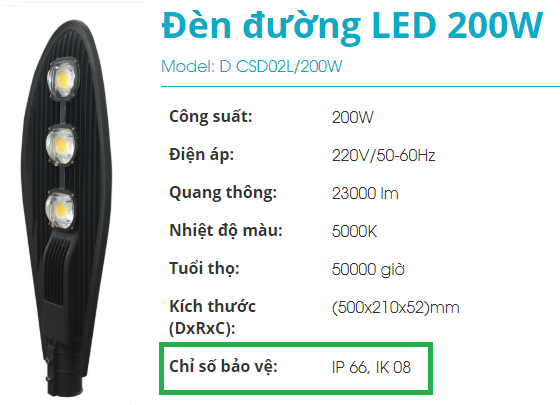 Đèn đường LED 200W
Model: D CSD02L/200W
Công suất: 200W
Điện áp: 220V/50-60Hz
Quang thông: 23000 lm
Nhiệt độ màu: 5000K
Tuổi thọ: 50000 giờ
Kích thước (500x210x52)mm
(DxRxC):
Chỉ số bảo vệ: IP 66, IK 08